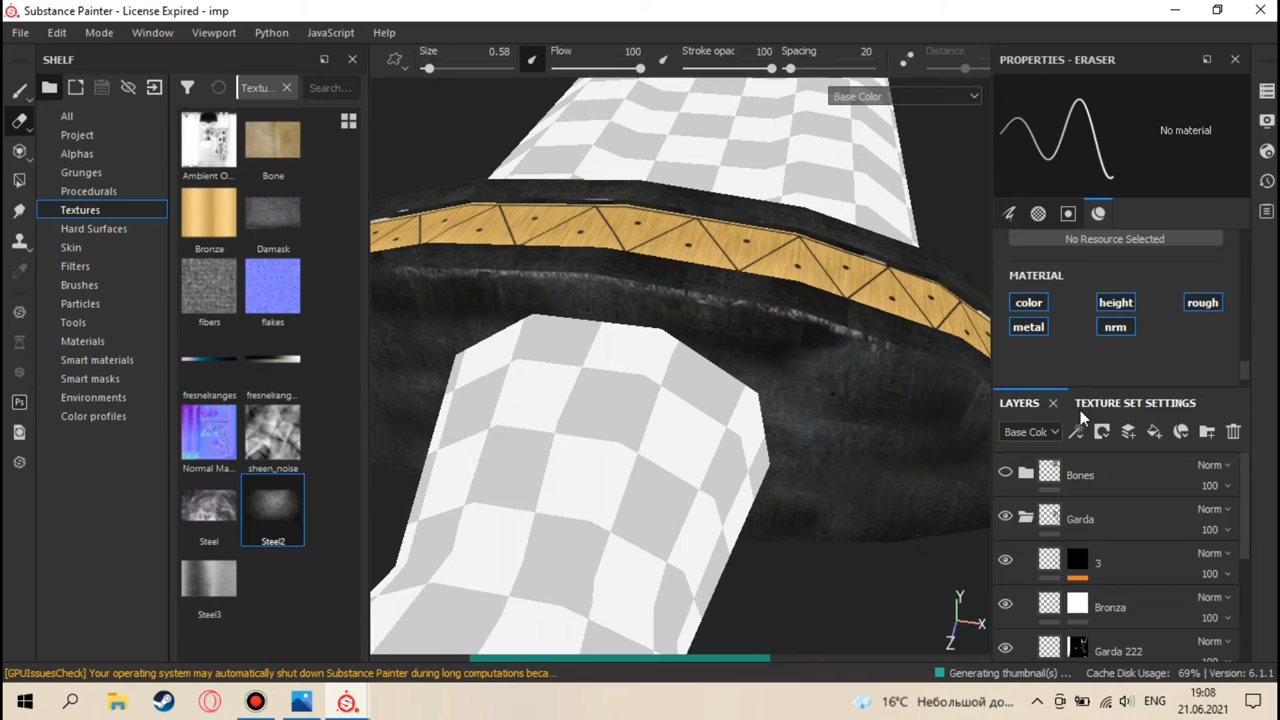 Substance Painter - License Expired - imp
File Edit Mode Window Viewport Python JavaScript Help
SHELF
Size 0.58 Flow 100 Stroke opac 100 Spacing 20 Distance
PROPERTIES - ERASER
Textu... Search...
Base Color
All
Project
Alphas
Grunges
Procedurals
Textures
Hard Surfaces
Skin
Filters
Brushes
Particles
Tools
Materials
Smart materials
Smart masks
Environments
Color profiles
Ambient O...
Bone
Bronze
Damask
fibers
flakes
fresnelranges
fresnelrang...
Normal Ma...
sheen_noise
Steel
Steel2
Steel3
No material
No Resource Selected
MATERIAL
color height rough
metal nrm
LAYERS TEXTURE SET SETTINGS
Base Col
Bones Norm 100
Garda Norm 100
3 Norm 100
Bronza Norm 100
Garda 222 Norm 100
Y
X
Z
[GPUIssuesCheck] Your operating system may automatically shut down Substance Painter during long computations beca...
Generating thumbnail(s) ... Cache Disk Usage: 69% | Version: 6.1.1
Ps
16°C Небольшой до...
ENG
19:08
21.06.2021